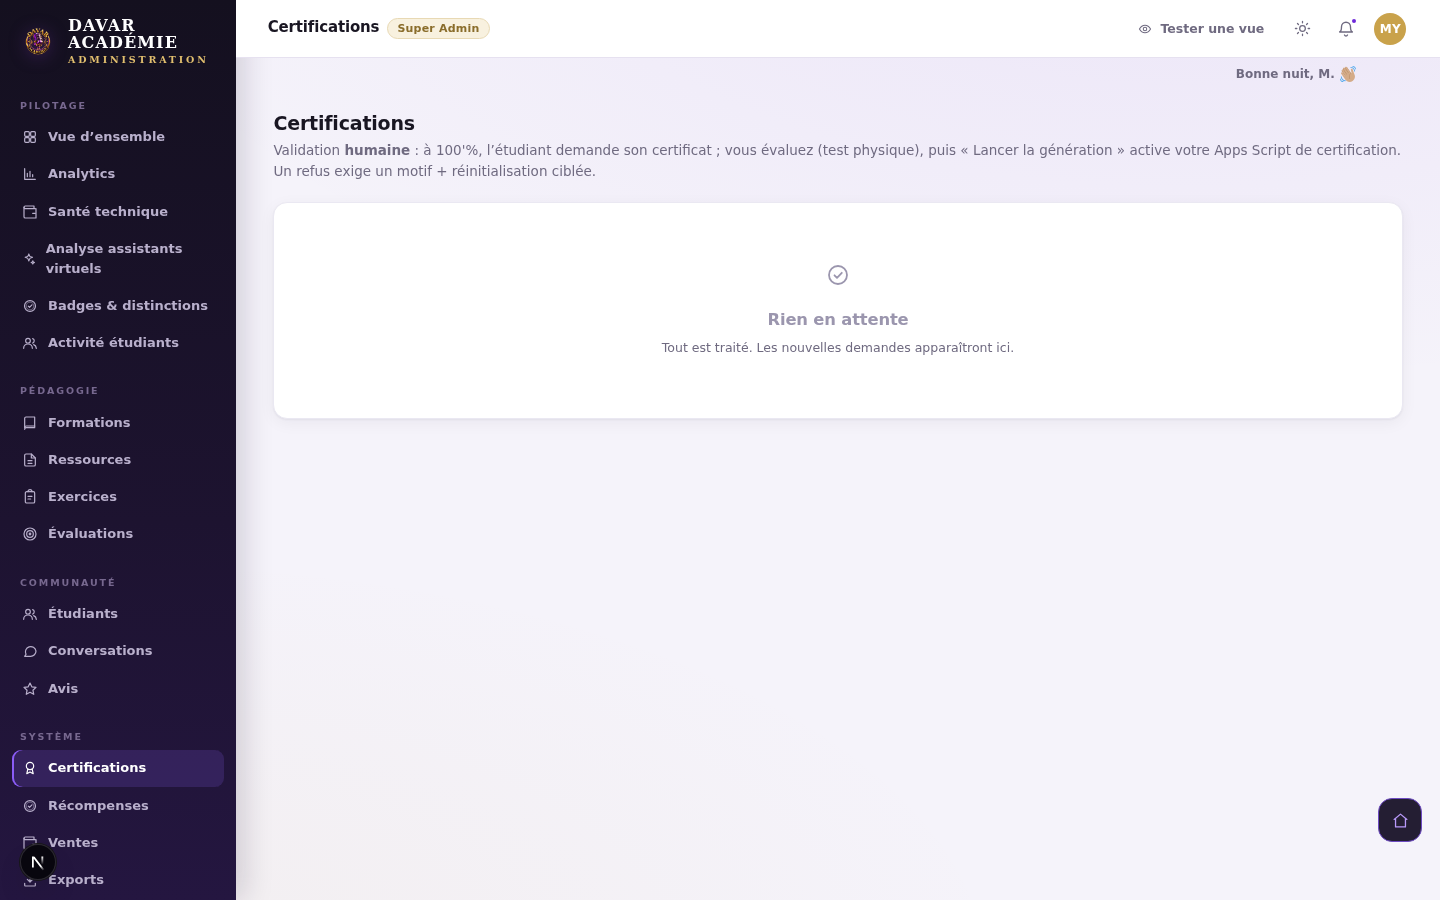 DAVAR
ACADÉMIE
ADMINISTRATION
PILOTAGE
Vue d’ensemble
Analytics
Santé technique
Analyse assistants
virtuels
Badges & distinctions
Activité étudiants
PÉDAGOGIE
Formations
Ressources
Exercices
Évaluations
COMMUNAUTÉ
Étudiants
Conversations
Avis
SYSTÈME
Certifications
Récompenses
Ventes
Exports
N
Certifications
Super Admin
Tester une vue
MY
Bonne nuit, M. 👋🏽
Certifications
Validation humaine : à 100'%, l’étudiant demande son certificat ; vous évaluez (test physique), puis « Lancer la génération » active votre Apps Script de certification.
Un refus exige un motif + réinitialisation ciblée.
Rien en attente
Tout est traité. Les nouvelles demandes apparaîtront ici.